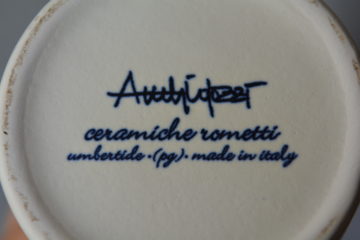 ceramiche rometti
umbertide · (pg) · made in italy